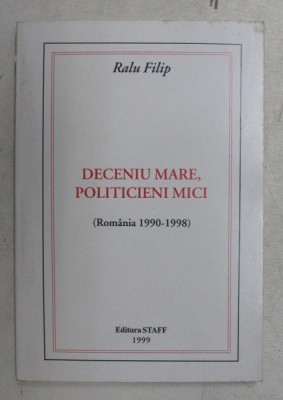 Ralu Filip
DECENIU MARE,
POLITICIENI MICI
(România 1990-1998)
Editura STAFF
1999